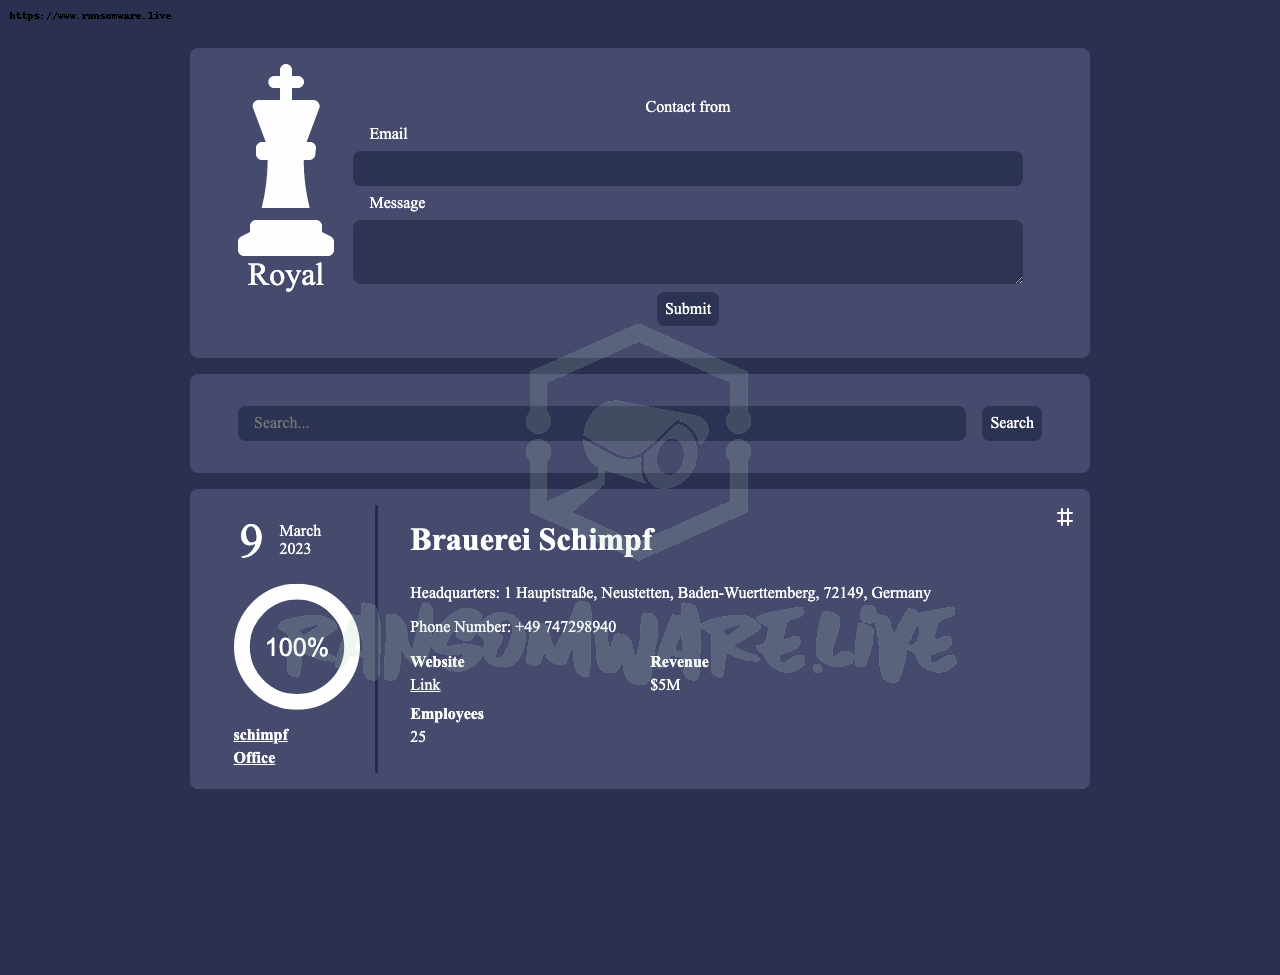 https://www.ransomware.live
Contact from
Email
Message
Royal
Submit
Search...
Search
#
9
March
2023
Brauerei Schimpf
Headquarters: 1 Hauptstraße, Neustetten, Baden-Wuerttemberg, 72149, Germany
Phone Number: +49 747298940
100%
RANSOMWARE.LIVE
Website
Revenue
Link
$5M
Employees
25
schimpf
Office